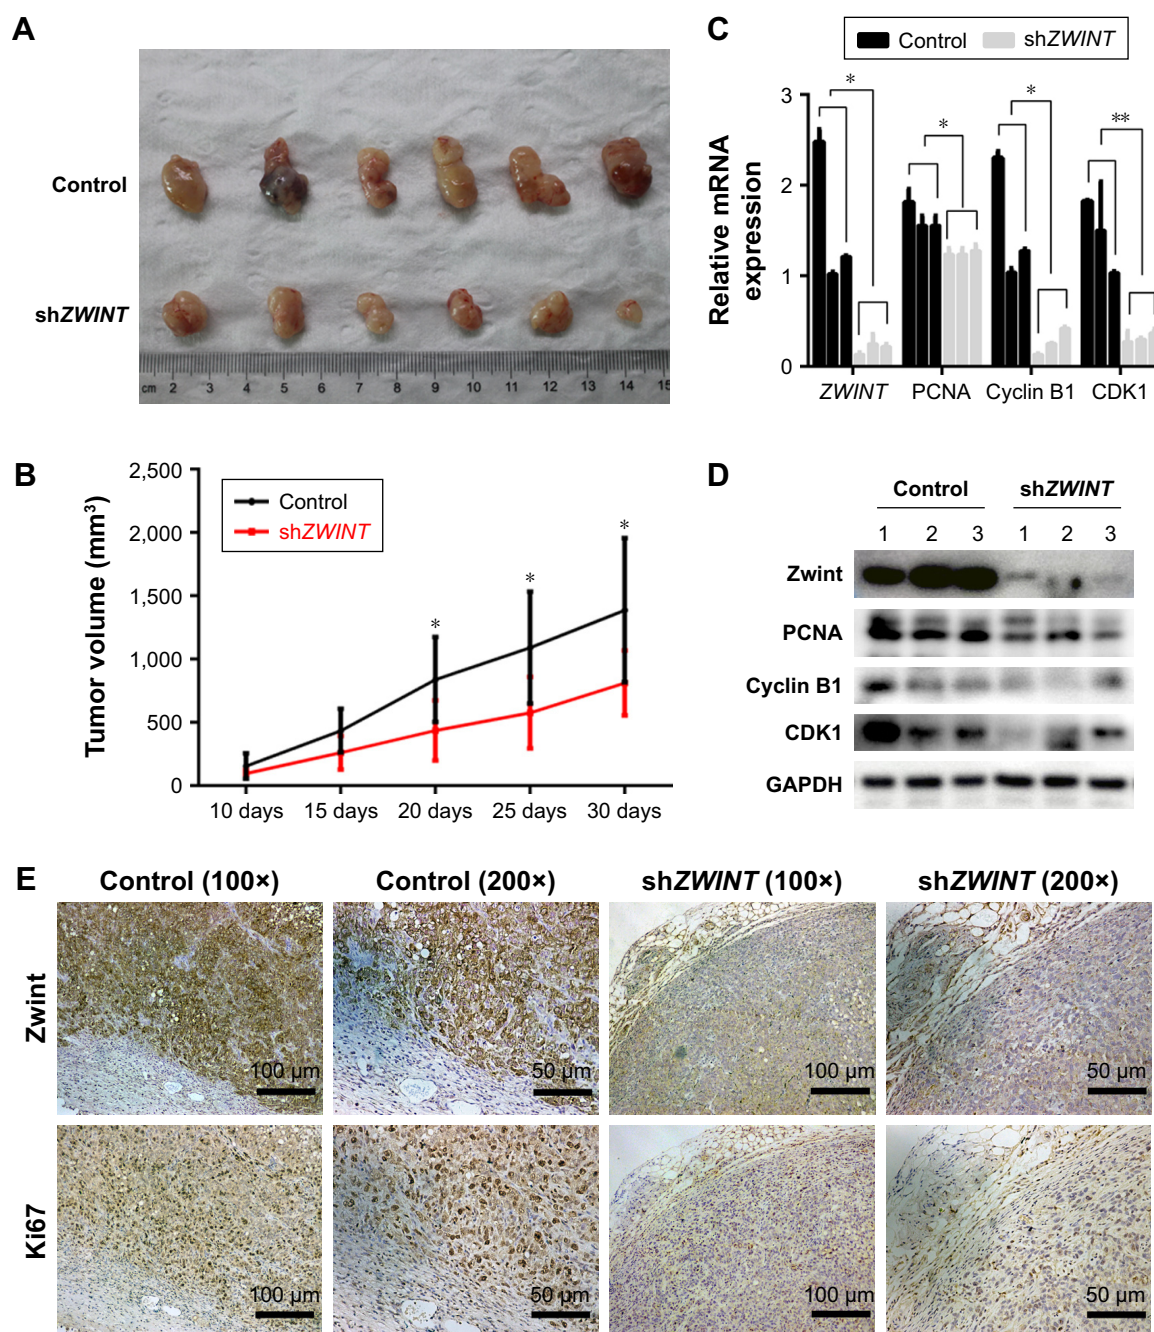 A
Control
shZWINT
cm 2 3 4 5 6 7 8 9 10 11 12 13 14 15
B
Tumor volume (mm³)
2,500
2,000
1,500
1,000
500
0
Control
shZWINT
*
*
*
10 days 15 days 20 days 25 days 30 days
C
Control shZWINT
Relative mRNA
expression
3
2
1
0
*
*
*
**
ZWINT PCNA Cyclin B1 CDK1
D
Control shZWINT
1 2 3 1 2 3
Zwint
PCNA
Cyclin B1
CDK1
GAPDH
E
Control (100×) Control (200×) shZWINT (100×) shZWINT (200×)
Zwint
100 µm 50 µm 100 µm 50 µm
Ki67
100 µm 50 µm 100 µm 50 µm